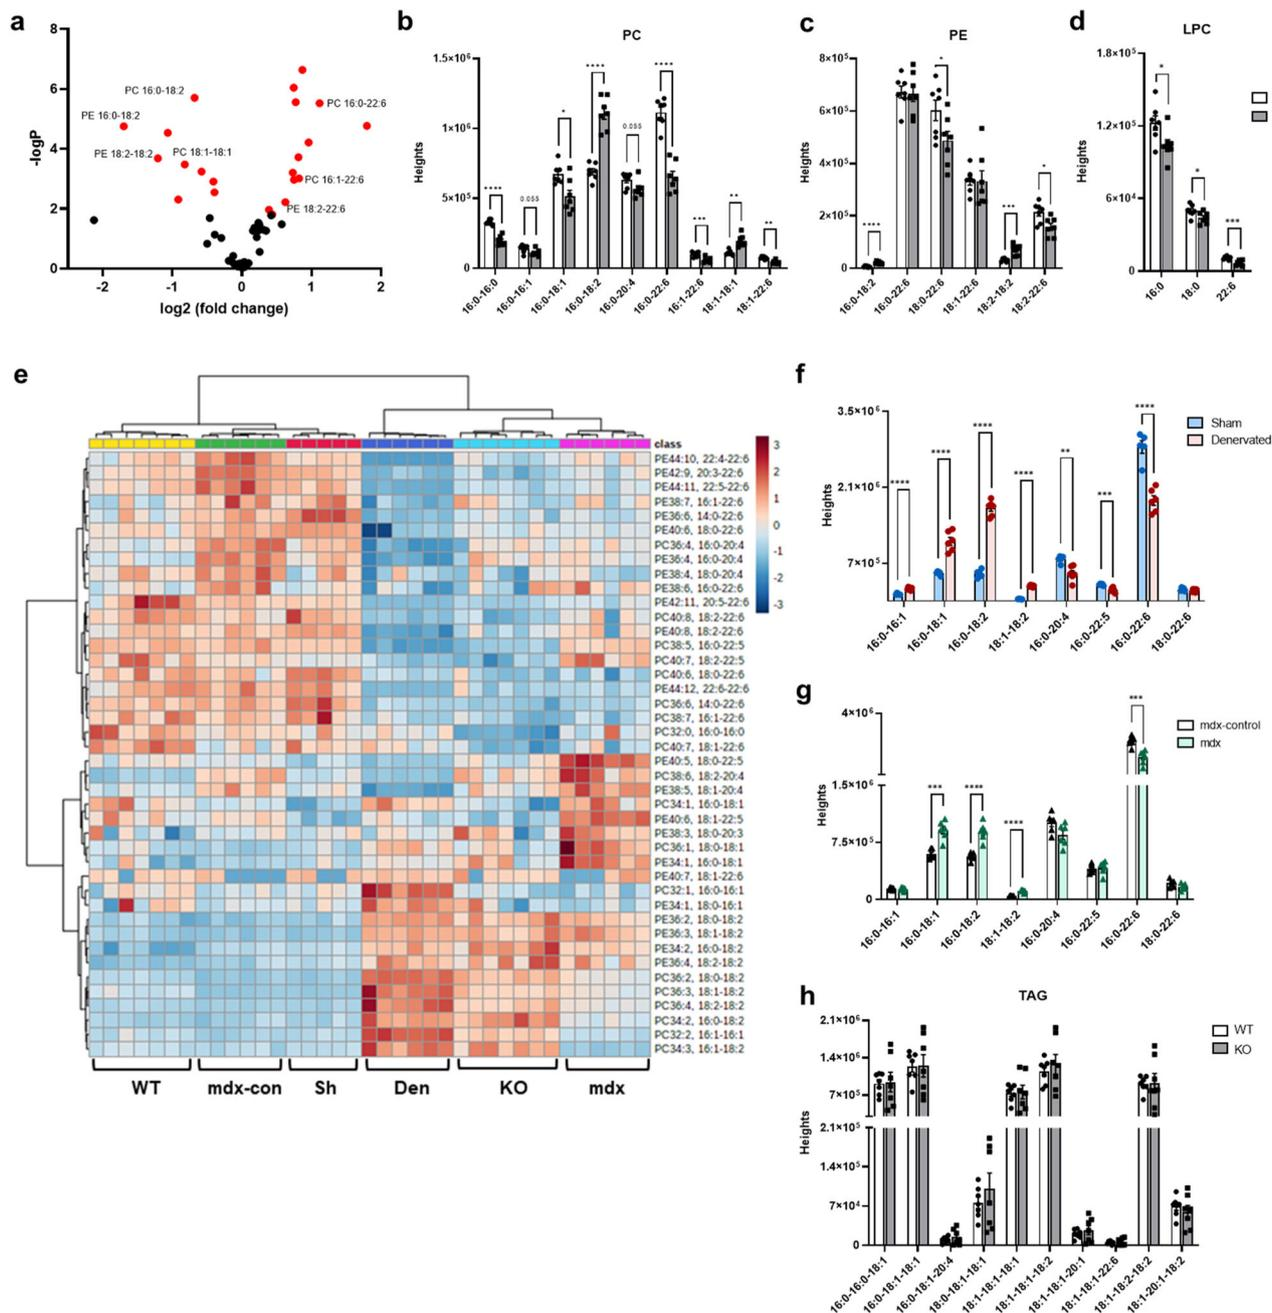 a
8
6
4
2
0
-logP
-2
-1
0
1
2
log2 (fold change)
PC 16:0-18:2
PE 16:0-18:2
PE 18:2-18:2
PC 18:1-18:1
PC 16:0-22:6
PC 16:1-22:6
PE 18:2-22:6
b
PC
Heights
1.5×10⁶
1×10⁶
5×10⁵
0
****
0.055
*
****
0.055
****
***
**
**
16:0-16:0
16:0-16:1
16:0-18:1
16:0-18:2
16:0-20:4
16:0-22:6
16:1-22:6
18:1-18:1
18:1-22:6
c
PE
Heights
8×10⁵
6×10⁵
4×10⁵
2×10⁵
0
****
*
***
*
16:0-18:2
16:0-22:6
18:0-22:6
18:1-22:6
18:2-18:2
18:2-22:6
d
LPC
Heights
1.8×10⁵
1.2×10⁵
6×10⁴
0
*
*
***
16:0
18:0
22:6
e
class
3
2
1
0
-1
-2
-3
PE44:10, 22:4-22:6
PE42:9, 20:3-22:6
PE44:11, 22:5-22:6
PE38:7, 16:1-22:6
PE36:6, 14:0-22:6
PE40:6, 18:0-22:6
PC36:4, 16:0-20:4
PE36:4, 16:0-20:4
PE38:4, 18:0-20:4
PE38:6, 16:0-22:6
PE42:11, 20:5-22:6
PC40:8, 18:2-22:6
PE40:8, 18:2-22:6
PC38:5, 16:0-22:5
PC40:7, 18:2-22:5
PC40:6, 18:0-22:6
PE44:12, 22:6-22:6
PC36:6, 14:0-22:6
PC38:7, 16:1-22:6
PC32:0, 16:0-16:0
PC40:7, 18:1-22:6
PE40:5, 18:0-22:5
PC38:6, 18:2-20:4
PE38:5, 18:1-20:4
PC34:1, 16:0-18:1
PE40:6, 18:1-22:5
PE38:3, 18:0-20:3
PC36:1, 18:0-18:1
PE34:1, 16:0-18:1
PE40:7, 18:1-22:6
PC32:1, 16:0-16:1
PE34:1, 18:0-16:1
PE36:2, 18:0-18:2
PE36:3, 18:1-18:2
PE34:2, 16:0-18:2
PE36:4, 18:2-18:2
PC36:2, 18:0-18:2
PC36:3, 18:1-18:2
PC36:4, 18:2-18:2
PC34:2, 16:0-18:2
PC32:2, 16:1-16:1
PC34:3, 16:1-18:2
WT
mdx-con
Sh
Den
KO
mdx
f
Heights
3.5×10⁶
2.1×10⁶
7×10⁵
****
****
****
****
**
***
****
Sham
Denervated
16:0-16:1
16:0-18:1
16:0-18:2
18:1-18:2
16:0-20:4
16:0-22:5
16:0-22:6
18:0-22:6
g
Heights
4×10⁶
1.5×10⁶
7.5×10⁵
0
***
****
****
***
mdx-control
mdx
16:0-16:1
16:0-18:1
16:0-18:2
18:1-18:2
16:0-20:4
16:0-22:5
16:0-22:6
18:0-22:6
h
TAG
Heights
2.1×10⁶
1.4×10⁶
7×10⁵
2.1×10⁵
1.4×10⁵
7×10⁴
0
WT
KO
16:0-16:0-18:1
16:0-18:1-18:1
16:0-18:1-20:4
18:0-18:1-18:1
18:1-18:1-18:1
18:1-18:1-18:2
18:1-18:1-20:1
18:1-18:1-22:6
18:1-18:2-18:2
18:1-20:1-18:2